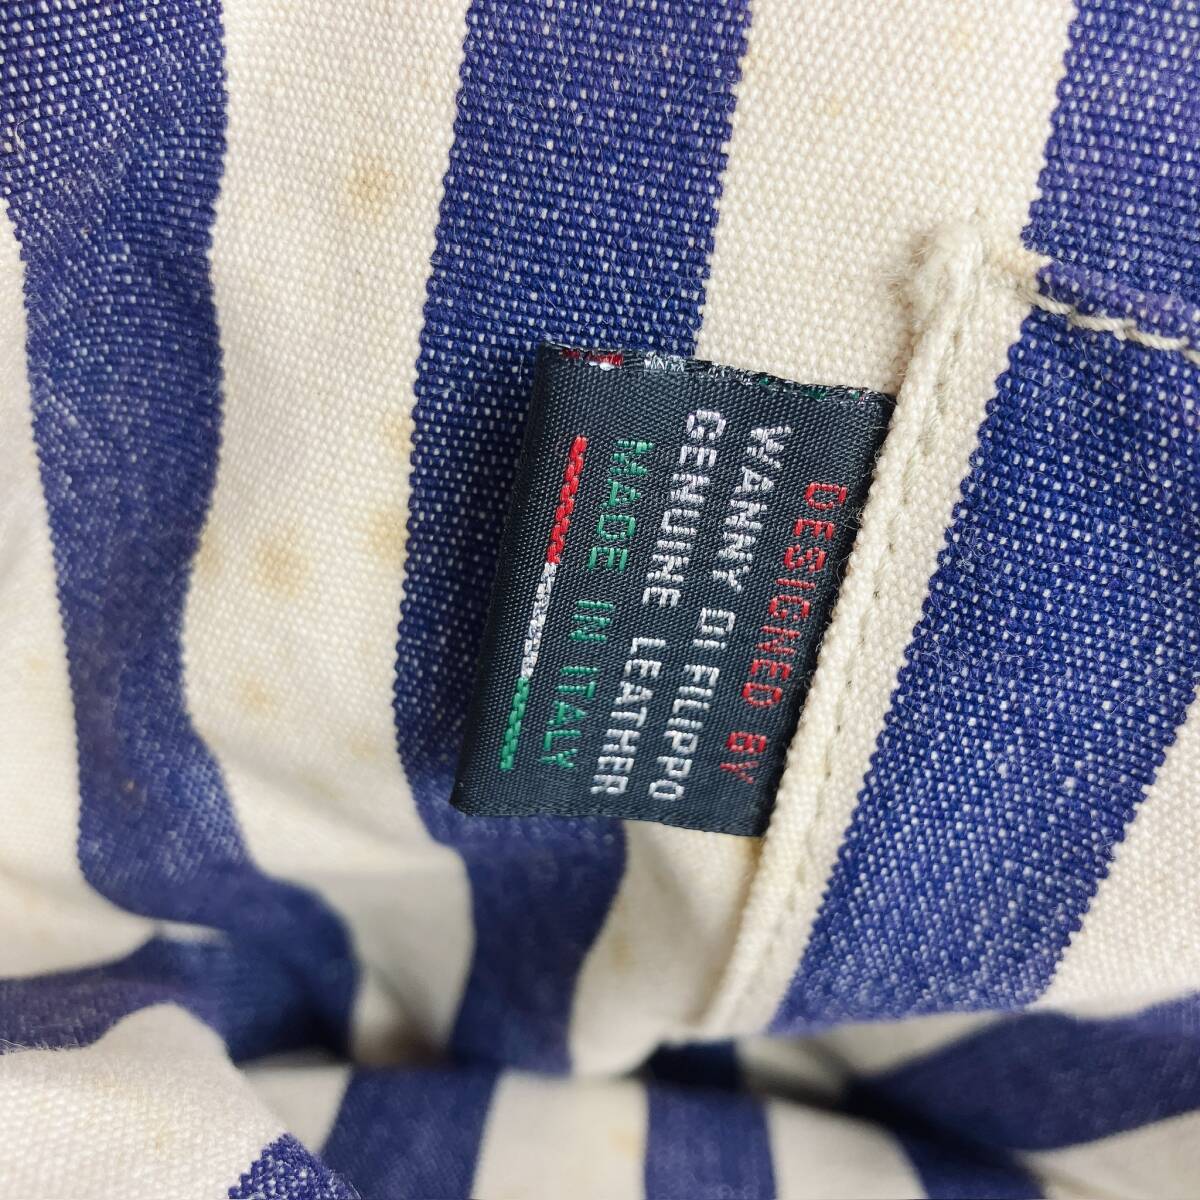 DESIGNED BY
WANNY DI FILIPPO
GENUINE LEATHER
MADE IN ITALY